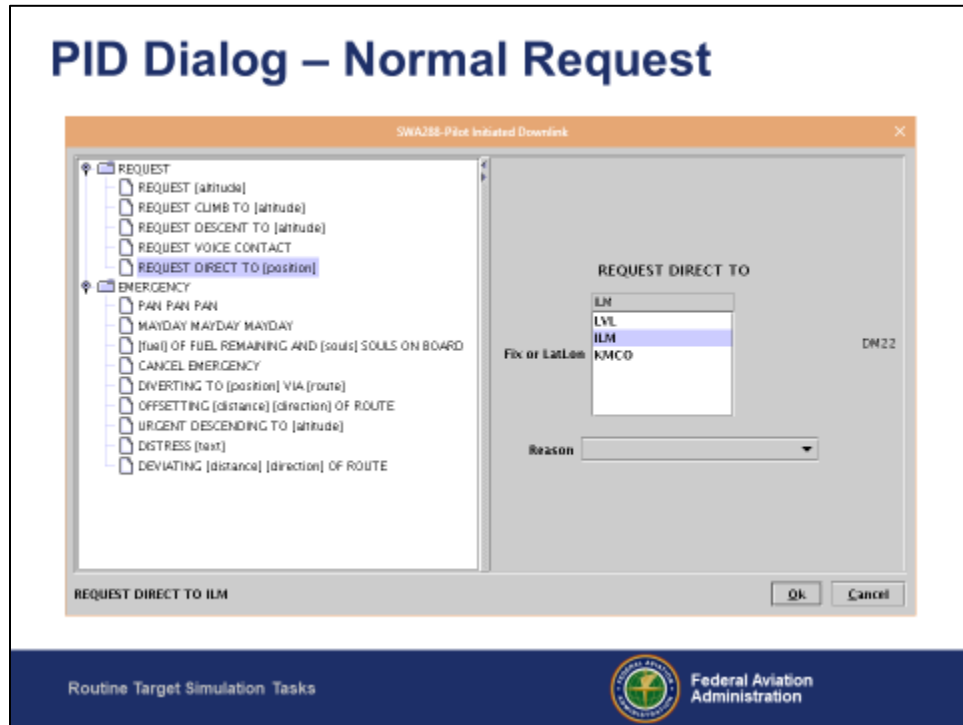 PID Dialog – Normal Request
SWA288-Pilot Initiated Downlink
REQUEST
REQUEST [altitude]
REQUEST CLIMB TO [altitude]
REQUEST DESCENT TO [altitude]
REQUEST VOICE CONTACT
REQUEST DIRECT TO [position]
EMERGENCY
PAN PAN PAN
MAYDAY MAYDAY MAYDAY
[fuel] OF FUEL REMAINING AND [souls] SOULS ON BOARD
CANCEL EMERGENCY
DIVERTING TO [position] VIA [route]
OFFSETTING [distance] [direction] OF ROUTE
URGENT DESCENDING TO [altitude]
DISTRESS [text]
DEVIATING [distance] [direction] OF ROUTE
REQUEST DIRECT TO
ILM
LVL
ILM
KMCO
Fix or LatLon
DM22
Reason
REQUEST DIRECT TO ILM
Ok
Cancel
Routine Target Simulation Tasks
Federal Aviation
Administration